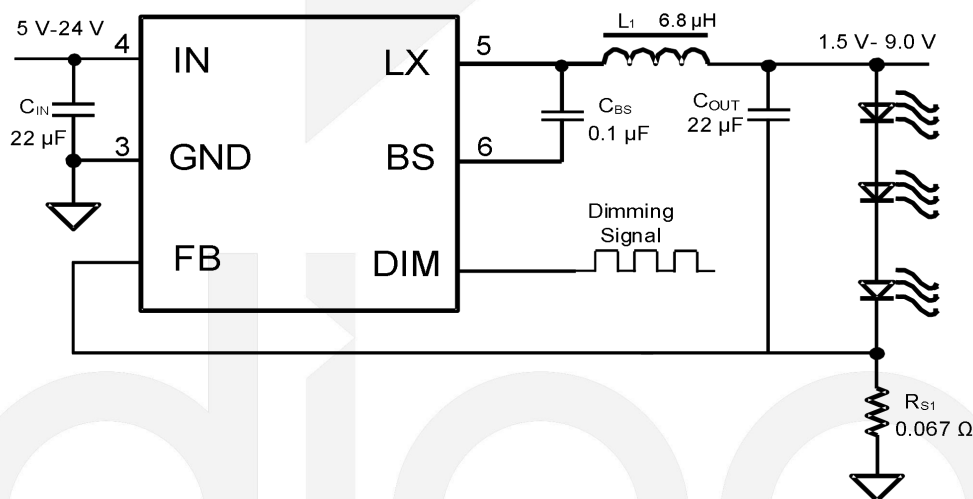 5 V-24 V
4
IN
LX
5
L1 6.8 µH
1.5 V- 9.0 V
CIN
22 µF
CBS
0.1 µF
COUT
22 µF
3
GND
BS
6
Dimming
Signal
FB
DIM
RS1
0.067 Ω